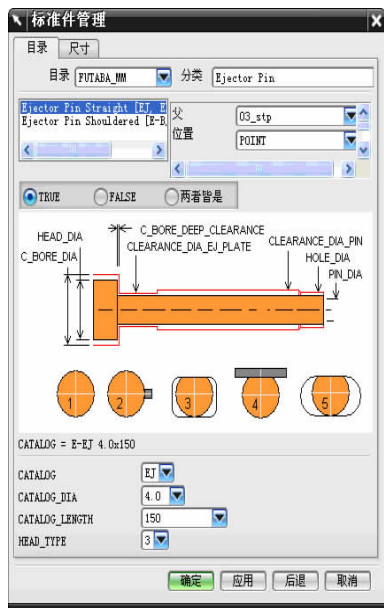 标准件管理
目录 尺寸
目录 FUTABA_MM 分类 Ejector Pin
Ejector Pin Straight [EJ, E
Ejector Pin Shouldered [E-B,
父 03_stp
位置 POINT
TRUE FALSE 两者皆是
HEAD_DIA C_BORE_DEEP_CLEARANCE
CLEARANCE_DIA_EJ_PLATE CLEARANCE_DIA_PIN
C_BORE_DIA HOLE_DIA
PIN_DIA
1 2 3 4 5
CATALOG = E-EJ 4.0x150
CATALOG EJ
CATALOG_DIA 4.0
CATALOG_LENGTH 150
HEAD_TYPE 3
确定 应用 后退 取消